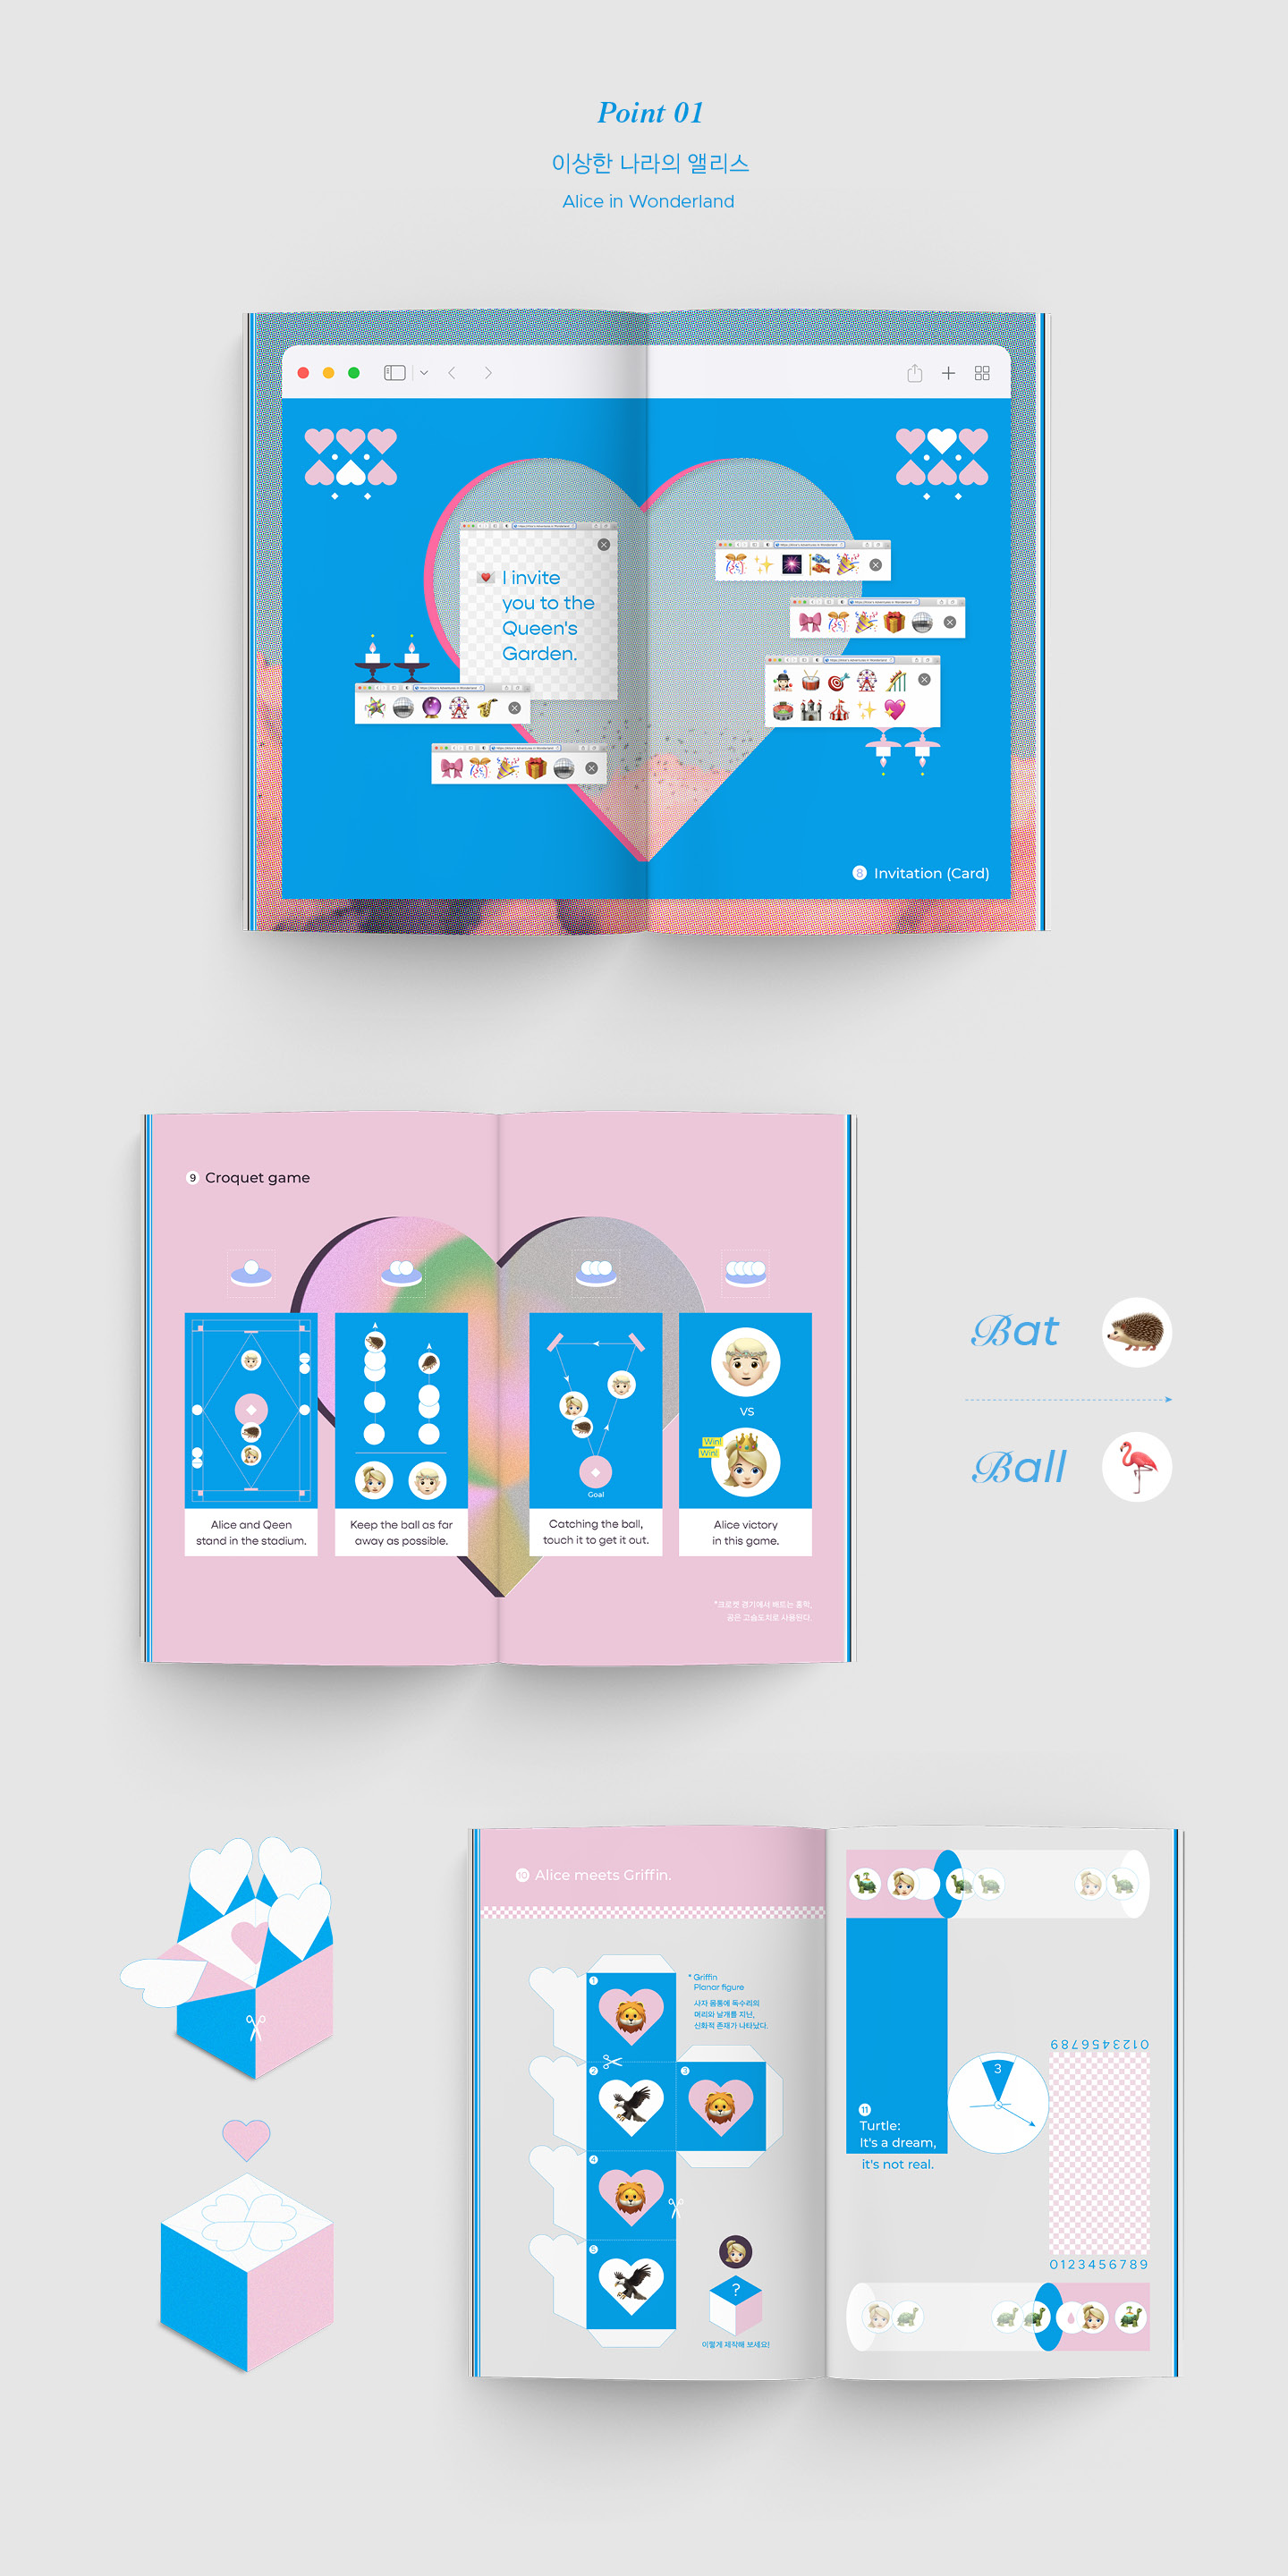 Point 01
이상한 나라의 앨리스
Alice in Wonderland
I invite
you to the
Queen's
Garden.
8 Invitation (Card)
9 Croquet game
Goal
VS
Win!
Win!
Alice and Qeen
stand in the stadium.
Keep the ball as far
away as possible.
Catching the ball,
touch it to get it out.
Alice victory
in this game.
*크로켓 경기에서 배트는 홍학,
공은 고슴도치로 사용된다.
Bat
Ball
10 Alice meets Griffin.
1
* Griffin
Planar figure
사자 몸통에 독수리의
머리와 날개를 지닌,
신화적 존재가 나타났다.
2
3
4
5
?
이렇게 제작해 보세요!
0123456789
3
11
Turtle:
It's a dream,
it's not real.
0123456789